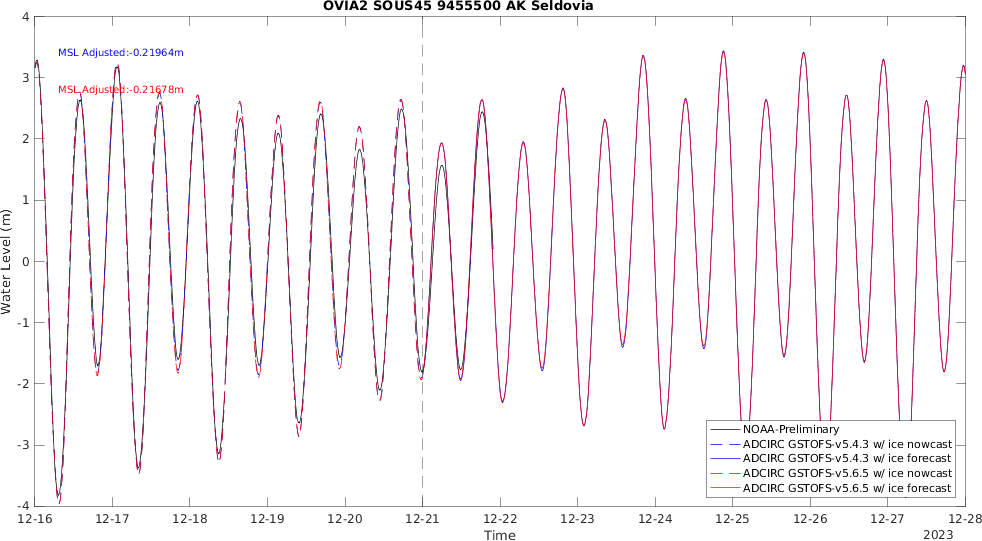 OVIA2 SOUS45 9455500 AK Seldovia
MSL Adjusted:-0.21964m
MSL Adjusted:-0.21678m
Water Level (m)
4
3
2
1
0
-1
-2
-3
-4
NOAA-Preliminary
ADCIRC GSTOFS-v5.4.3 w/ ice nowcast
ADCIRC GSTOFS-v5.4.3 w/ ice forecast
ADCIRC GSTOFS-v5.6.5 w/ ice nowcast
ADCIRC GSTOFS-v5.6.5 w/ ice forecast
12-16 12-17 12-18 12-19 12-20 12-21 12-22 12-23 12-24 12-25 12-26 12-27 12-28
Time
2023